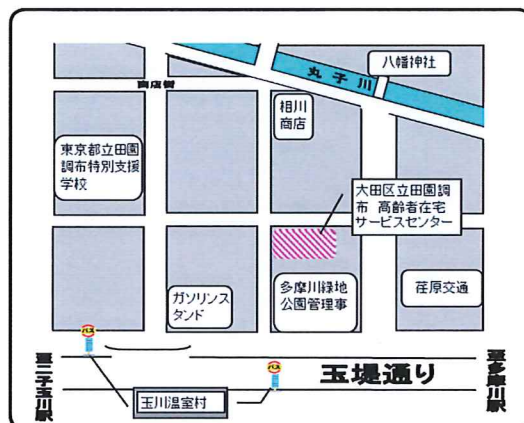 八幡神社
丸子川
商店街
相川
商店
東京都立田園
調布特別支援
学校
大田区立田園調
布 高齢者在宅
サービスセンター
ガソリンス
タンド
多摩川緑地
公園管理事
荏原交通
バス
バス
玉堤通り
玉川温室村
至二子玉川駅
至多摩川駅